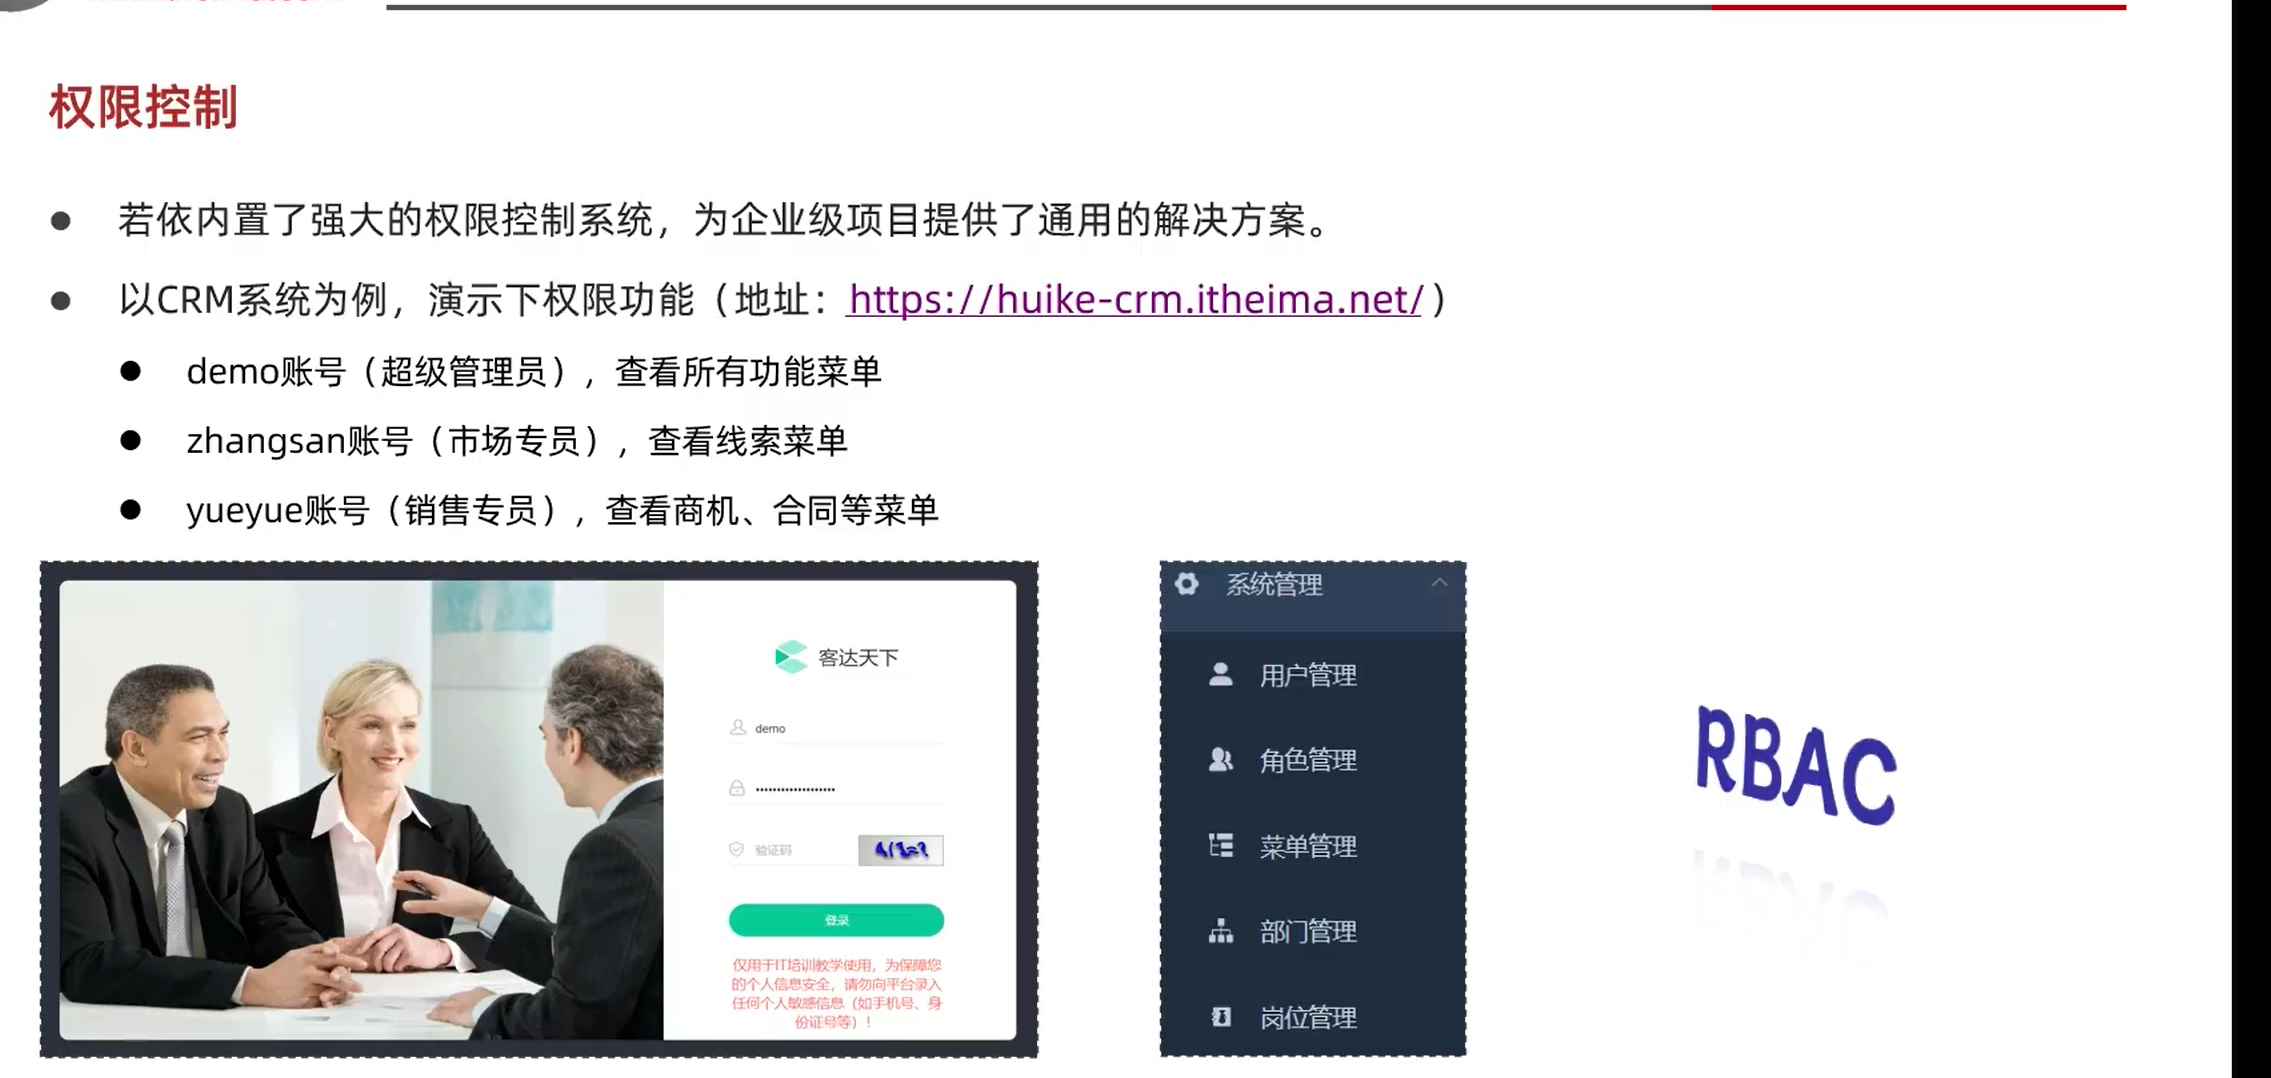 权限控制
若依内置了强大的权限控制系统，为企业级项目提供了通用的解决方案。
以CRM系统为例，演示下权限功能（地址：https://huike-crm.itheima.net/）
demo账号（超级管理员），查看所有功能菜单
zhangsan账号（市场专员），查看线索菜单
yueyue账号（销售专员），查看商机、合同等菜单
客达天下
demo
验证码
登录
仅用于IT培训教学使用，为保障您
的个人信息安全，请勿向平台录入
任何个人敏感信息（如手机号、身
份证号等）！
系统管理
用户管理
角色管理
菜单管理
部门管理
岗位管理
RBAC